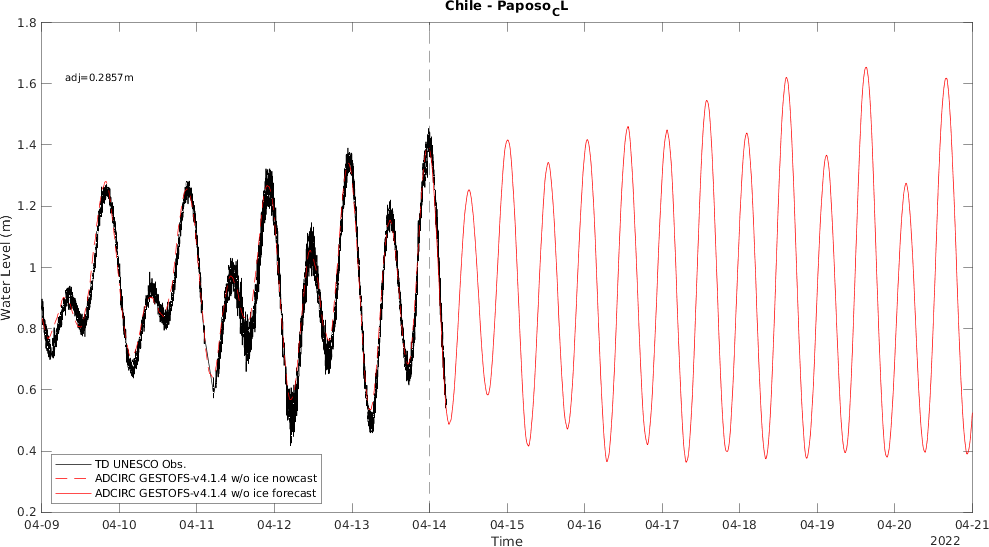 Chile - PaposoCL
adj=0.2857m
Water Level (m)
1.8
1.6
1.4
1.2
1
0.8
0.6
0.4
0.2
TD UNESCO Obs.
ADCIRC GESTOFS-v4.1.4 w/o ice nowcast
ADCIRC GESTOFS-v4.1.4 w/o ice forecast
04-09 04-10 04-11 04-12 04-13 04-14 04-15 04-16 04-17 04-18 04-19 04-20 04-21
Time
2022